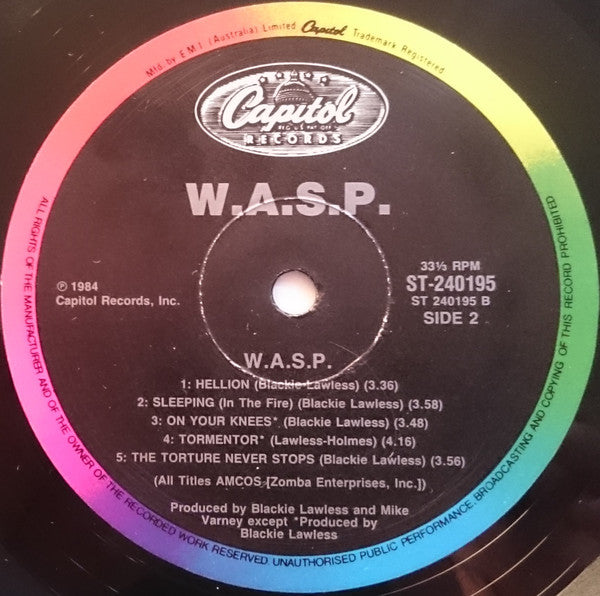 Mfd. by E.M.I. (Australia) Limited Capitol Trademark Registered
Capitol
REG. U.S. PAT. OFF.
RECORDS
W.A.S.P.
℗ 1984
Capitol Records, Inc.
33⅓ RPM
ST-240195
ST 240195 B
SIDE 2
W.A.S.P.
1: HELLION (Blackie Lawless) (3.36)
2: SLEEPING (In The Fire) (Blackie Lawless) (3.58)
3: ON YOUR KNEES* (Blackie Lawless) (3.48)
4: TORMENTOR* (Lawless-Holmes) (4.16)
5: THE TORTURE NEVER STOPS (Blackie Lawless) (3.56)
(All Titles AMCOS [Zomba Enterprises, Inc.])
Produced by Blackie Lawless and Mike
Varney except *Produced by
Blackie Lawless
ALL RIGHTS OF THE MANUFACTURER AND OF THE OWNER OF THE RECORDED WORK RESERVED. UNAUTHORISED PUBLIC PERFORMANCE, BROADCASTING AND COPYING OF THIS RECORD PROHIBITED